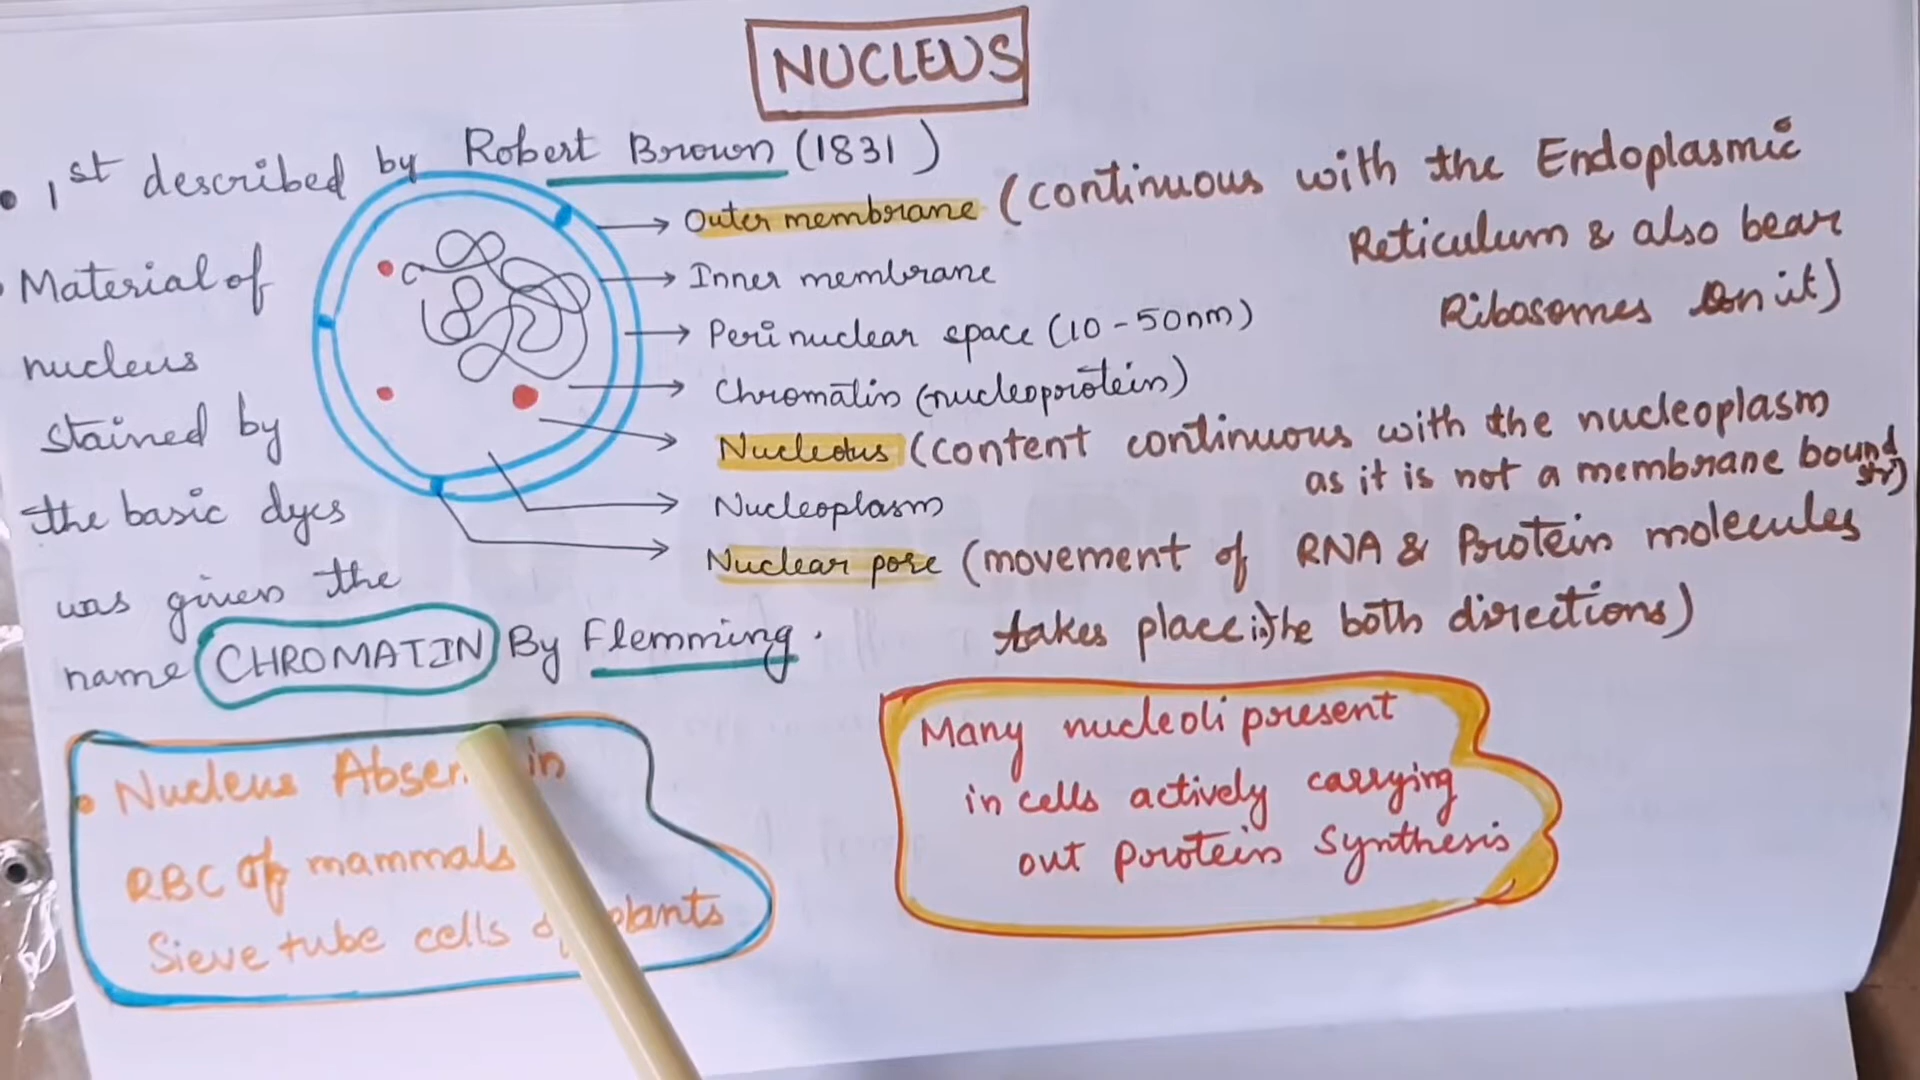 NUCLEUS
• 1st described by Robert Brown (1831)
Material of
nucleus
stained by
the basic dyes
was given the
name CHROMATIN By Flemming.
Outer membrane (continuous with the Endoplasmic
Reticulum & also bear
Ribosomes on it)
Inner membrane
Peri nuclear space (10-50nm)
Chromatin (nucleoprotein)
Nucleolus (content continuous with the nucleoplasm
as it is not a membrane bound
str)
Nucleoplasm
Nuclear pore (movement of RNA & Protein molecules
takes place in the both directions)
• Nucleus in
RBC of mammals
Sieve tube cells
Many nucleoli present
in cells actively carrying
out protein synthesis